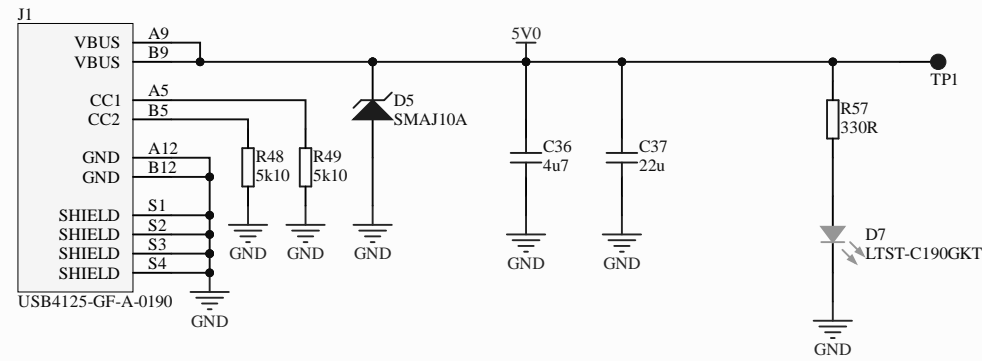 J1
VBUS A9
VBUS B9
CC1 A5
CC2 B5
GND A12
GND B12
SHIELD S1
SHIELD S2
SHIELD S3
SHIELD S4
USB4125-GF-A-0190
GND
R48
5k10
GND
R49
5k10
GND
D5
SMAJ10A
GND
5V0
C36
4u7
GND
C37
22u
GND
TP1
R57
330R
D7
LTST-C190GKT
GND